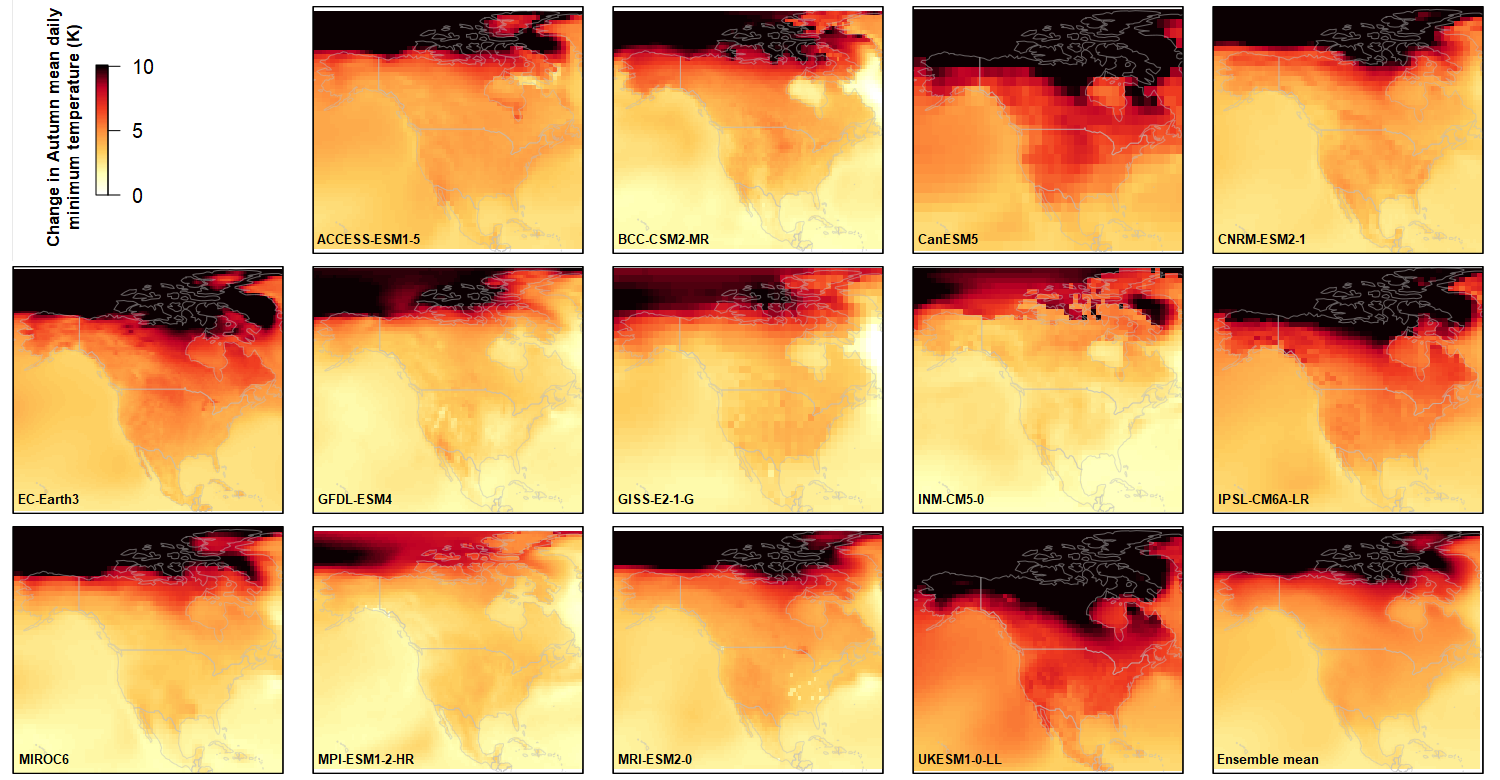 Change in Autumn mean daily
minimum temperature (K)
10
5
0
ACCESS-ESM1-5
BCC-CSM2-MR
CanESM5
CNRM-ESM2-1
EC-Earth3
GFDL-ESM4
GISS-E2-1-G
INM-CM5-0
IPSL-CM6A-LR
MIROC6
MPI-ESM1-2-HR
MRI-ESM2-0
UKESM1-0-LL
Ensemble mean